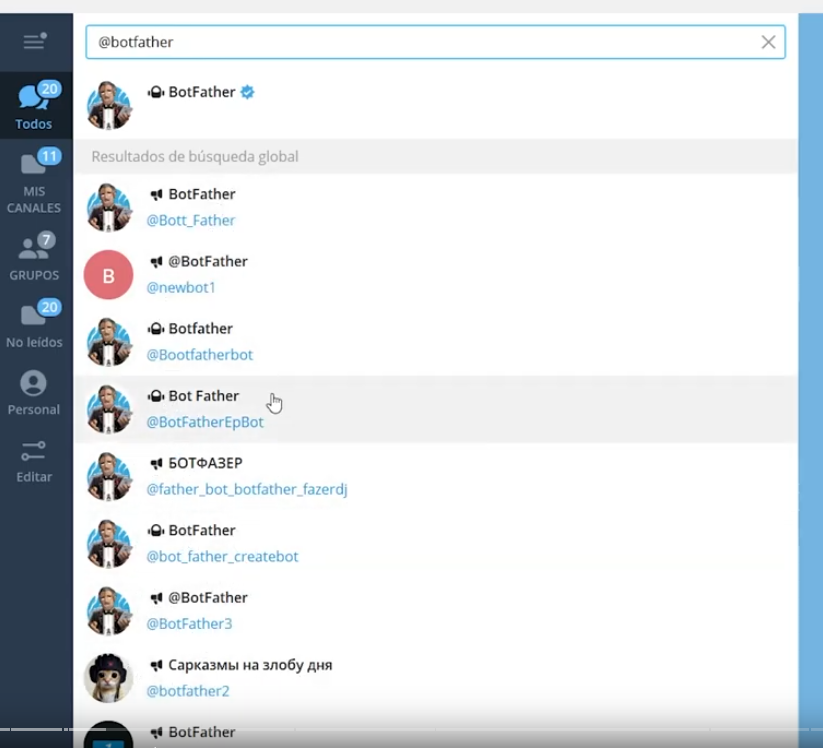 @botfather
20
Todos
BotFather
11
MIS
CANALES
Resultados de búsqueda global
BotFather
@Bott_Father
7
GRUPOS
B
@BotFather
@newbot1
20
No leídos
Botfather
@Bootfatherbot
Personal
Bot Father
@BotFatherEpBot
Editar
БОТФАЗЕР
@father_bot_botfather_fazerdj
BotFather
@bot_father_createbot
@BotFather
@BotFather3
Сарказмы на злобу дня
@botfather2
BotFather